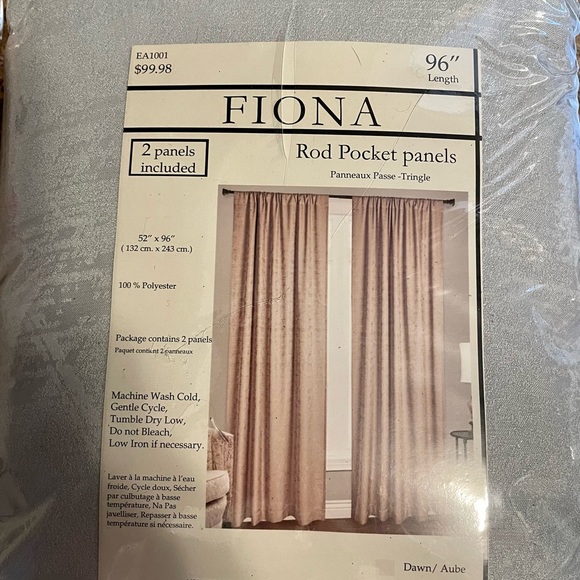 EA1001
$99.98
96"
Length
FIONA
2 panels
included
Rod Pocket panels
Panneaux Passe -Tringle
52" x 96"
( 132 cm. x 243 cm.)
100 % Polyester
Package contains 2 panels
Paquet contient 2 panneaux
Machine Wash Cold,
Gentle Cycle,
Tumble Dry Low,
Do not Bleach,
Low Iron if necessary.
Laver à la machine à l'eau
froide, Cycle doux, Sécher
par culbutage à basse
température, Na Pas
javelliser, Repasser à basse
température si nécessaire.
Dawn/ Aube